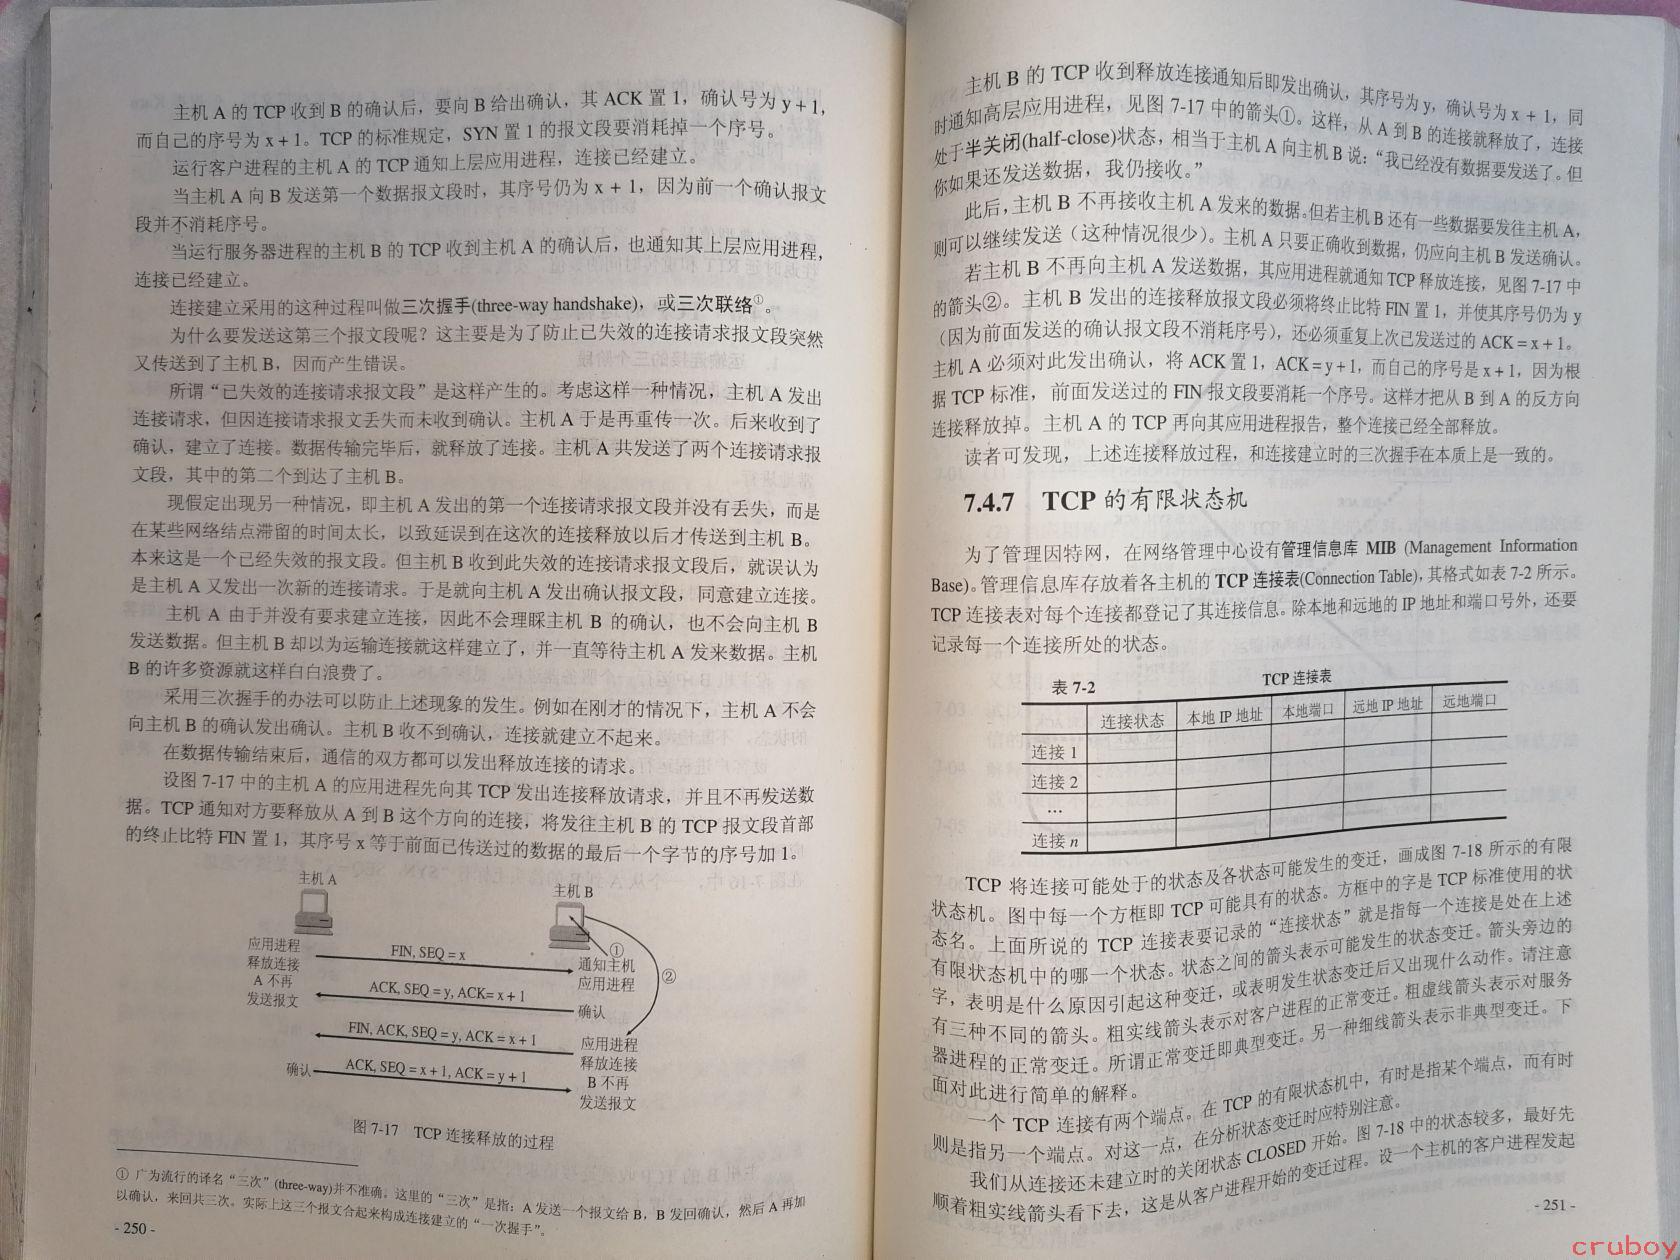 主机 A 的 TCP 收到 B 的确认后，要向 B 给出确认，其 ACK 置 1，确认号为 y + 1，
而自己的序号为 x + 1。TCP 的标准规定，SYN 置 1 的报文段要消耗掉一个序号。
运行客户进程的主机 A 的 TCP 通知上层应用进程，连接已经建立。
当主机 A 向 B 发送第一个数据报文段时，其序号仍为 x + 1，因为前一个确认报文
段并不消耗序号。
当运行服务器进程的主机 B 的 TCP 收到主机 A 的确认后，也通知其上层应用进程，
连接已经建立。
连接建立采用的这种过程叫做三次握手(three-way handshake)，或三次联络①。
为什么要发送这第三个报文段呢？这主要是为了防止已失效的连接请求报文段突然
又传送到了主机 B，因而产生错误。
所谓“已失效的连接请求报文段”是这样产生的。考虑这样一种情况，主机 A 发出
连接请求，但因连接请求报文丢失而未收到确认。主机 A 于是再重传一次。后来收到了
确认，建立了连接。数据传输完毕后，就释放了连接。主机 A 共发送了两个连接请求报
文段，其中的第二个到达了主机 B。
现假定出现另一种情况，即主机 A 发出的第一个连接请求报文段并没有丢失，而是
在某些网络结点滞留的时间太长，以致延误到在这次的连接释放以后才传送到主机 B。
本来这是一个已经失效的报文段。但主机 B 收到此失效的连接请求报文段后，就误认为
是主机 A 又发出一次新的连接请求。于是就向主机 A 发出确认报文段，同意建立连接。
主机 A 由于并没有要求建立连接，因此不会理睬主机 B 的确认，也不会向主机 B
发送数据。但主机 B 却以为运输连接就这样建立了，并一直等待主机 A 发来数据。主机
B 的许多资源就这样白白浪费了。
采用三次握手的办法可以防止上述现象的发生。例如在刚才的情况下，主机 A 不会
向主机 B 的确认发出确认。主机 B 收不到确认，连接就建立不起来。
在数据传输结束后，通信的双方都可以发出释放连接的请求。
设图 7-17 中的主机 A 的应用进程先向其 TCP 发出连接释放请求，并且不再发送数
据。TCP 通知对方要释放从 A 到 B 这个方向的连接，将发往主机 B 的 TCP 报文段首部
的终止比特 FIN 置 1，其序号 x 等于前面已传送过的数据的最后一个字节的序号加 1。
主机 A
主机 B
应用进程
释放连接
A 不再
发送报文
FIN, SEQ = x
①
通知主机
应用进程
②
ACK, SEQ = y, ACK= x + 1
确认
FIN, ACK, SEQ = y, ACK = x + 1
应用进程
释放连接
B 不再
发送报文
确认
ACK, SEQ = x + 1, ACK = y + 1
图 7-17 TCP 连接释放的过程
① 广为流行的译名“三次”(three-way)并不准确。这里的“三次”是指：A 发送一个报文给 B，B 发回确认，然后 A 再加
以确认，来回共三次。实际上这三个报文合起来构成连接建立的“一次握手”。
- 250 -
主机 B 的 TCP 收到释放连接通知后即发出确认，其序号为 y，确认号为 x + 1，同
时通知高层应用进程，见图 7-17 中的箭头①。这样，从 A 到 B 的连接就释放了，连接
处于半关闭(half-close)状态，相当于主机 A 向主机 B 说：“我已经没有数据要发送了。但
你如果还发送数据，我仍接收。”
此后，主机 B 不再接收主机 A 发来的数据。但若主机 B 还有一些数据要发往主机 A，
则可以继续发送（这种情况很少）。主机 A 只要正确收到数据，仍应向主机 B 发送确认。
若主机 B 不再向主机 A 发送数据，其应用进程就通知 TCP 释放连接，见图 7-17 中
的箭头②。主机 B 发出的连接释放报文段必须将终止比特 FIN 置 1，并使其序号仍为 y
（因为前面发送的确认报文段不消耗序号），还必须重复上次已发送过的 ACK = x + 1。
主机 A 必须对此发出确认，将 ACK 置 1，ACK = y + 1，而自己的序号是 x + 1，因为根
据 TCP 标准，前面发送过的 FIN 报文段要消耗一个序号。这样才把从 B 到 A 的反方向
连接释放掉。主机 A 的 TCP 再向其应用进程报告，整个连接已经全部释放。
读者可发现，上述连接释放过程，和连接建立时的三次握手在本质上是一致的。
7.4.7 TCP 的有限状态机
为了管理因特网，在网络管理中心设有管理信息库 MIB (Management Information
Base)。管理信息库存放着各主机的 TCP 连接表(Connection Table)，其格式如表 7-2 所示。
TCP 连接表对每个连接都登记了其连接信息。除本地和远地的 IP 地址和端口号外，还要
记录每一个连接所处的状态。
表 7-2 TCP 连接表
连接状态 本地 IP 地址 本地端口 远地 IP 地址 远地端口
连接 1
连接 2
…
连接 n
TCP 将连接可能处于的状态及各状态可能发生的变迁，画成图 7-18 所示的有限
状态机。图中每一个方框即 TCP 可能具有的状态。方框中的字是 TCP 标准使用的状
态名。上面所说的 TCP 连接表要记录的“连接状态”就是指每一个连接是处在上述
有限状态机中的哪一个状态。状态之间的箭头表示可能发生的状态变迁。箭头旁边的
字，表明是什么原因引起这种变迁，或表明发生状态变迁后又出现什么动作。请注意
有三种不同的箭头。粗实线箭头表示对客户进程的正常变迁。粗虚线箭头表示对服务
器进程的正常变迁。所谓正常变迁即典型变迁。另一种细线箭头表示非典型变迁。下
面对此进行简单的解释。
一个 TCP 连接有两个端点。在 TCP 的有限状态机中，有时是指某个端点，而有时
则是指另一个端点。对这一点，在分析状态变迁时应特别注意。
我们从连接还未建立时的关闭状态 CLOSED 开始。图 7-18 中的状态较多，最好先
顺着粗实线箭头看下去，这是从客户进程开始的变迁过程。设一个主机的客户进程发起
- 251 -
cruboy